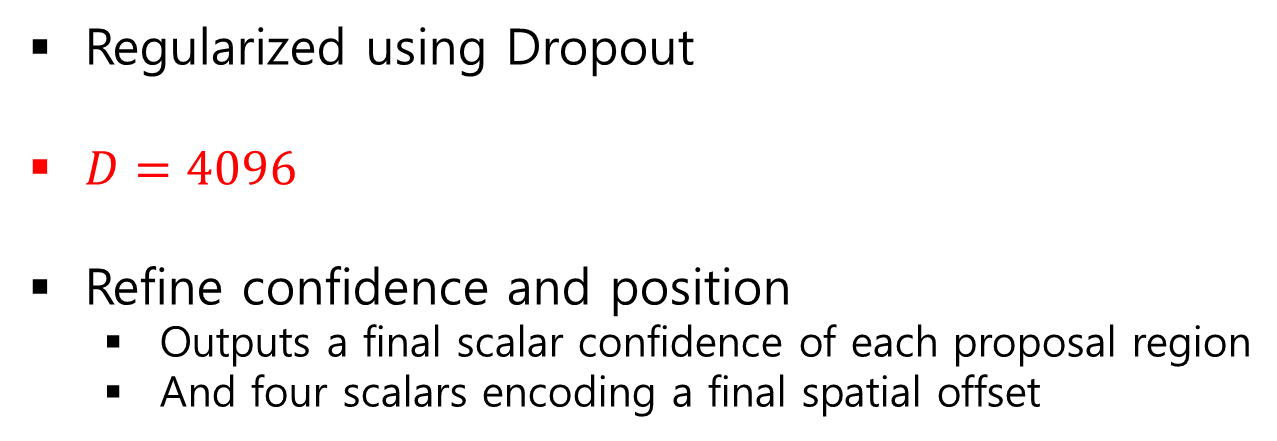 ▪ Regularized using Dropout
▪ D = 4096
▪ Refine confidence and position
▪ Outputs a final scalar confidence of each proposal region
▪ And four scalars encoding a final spatial offset